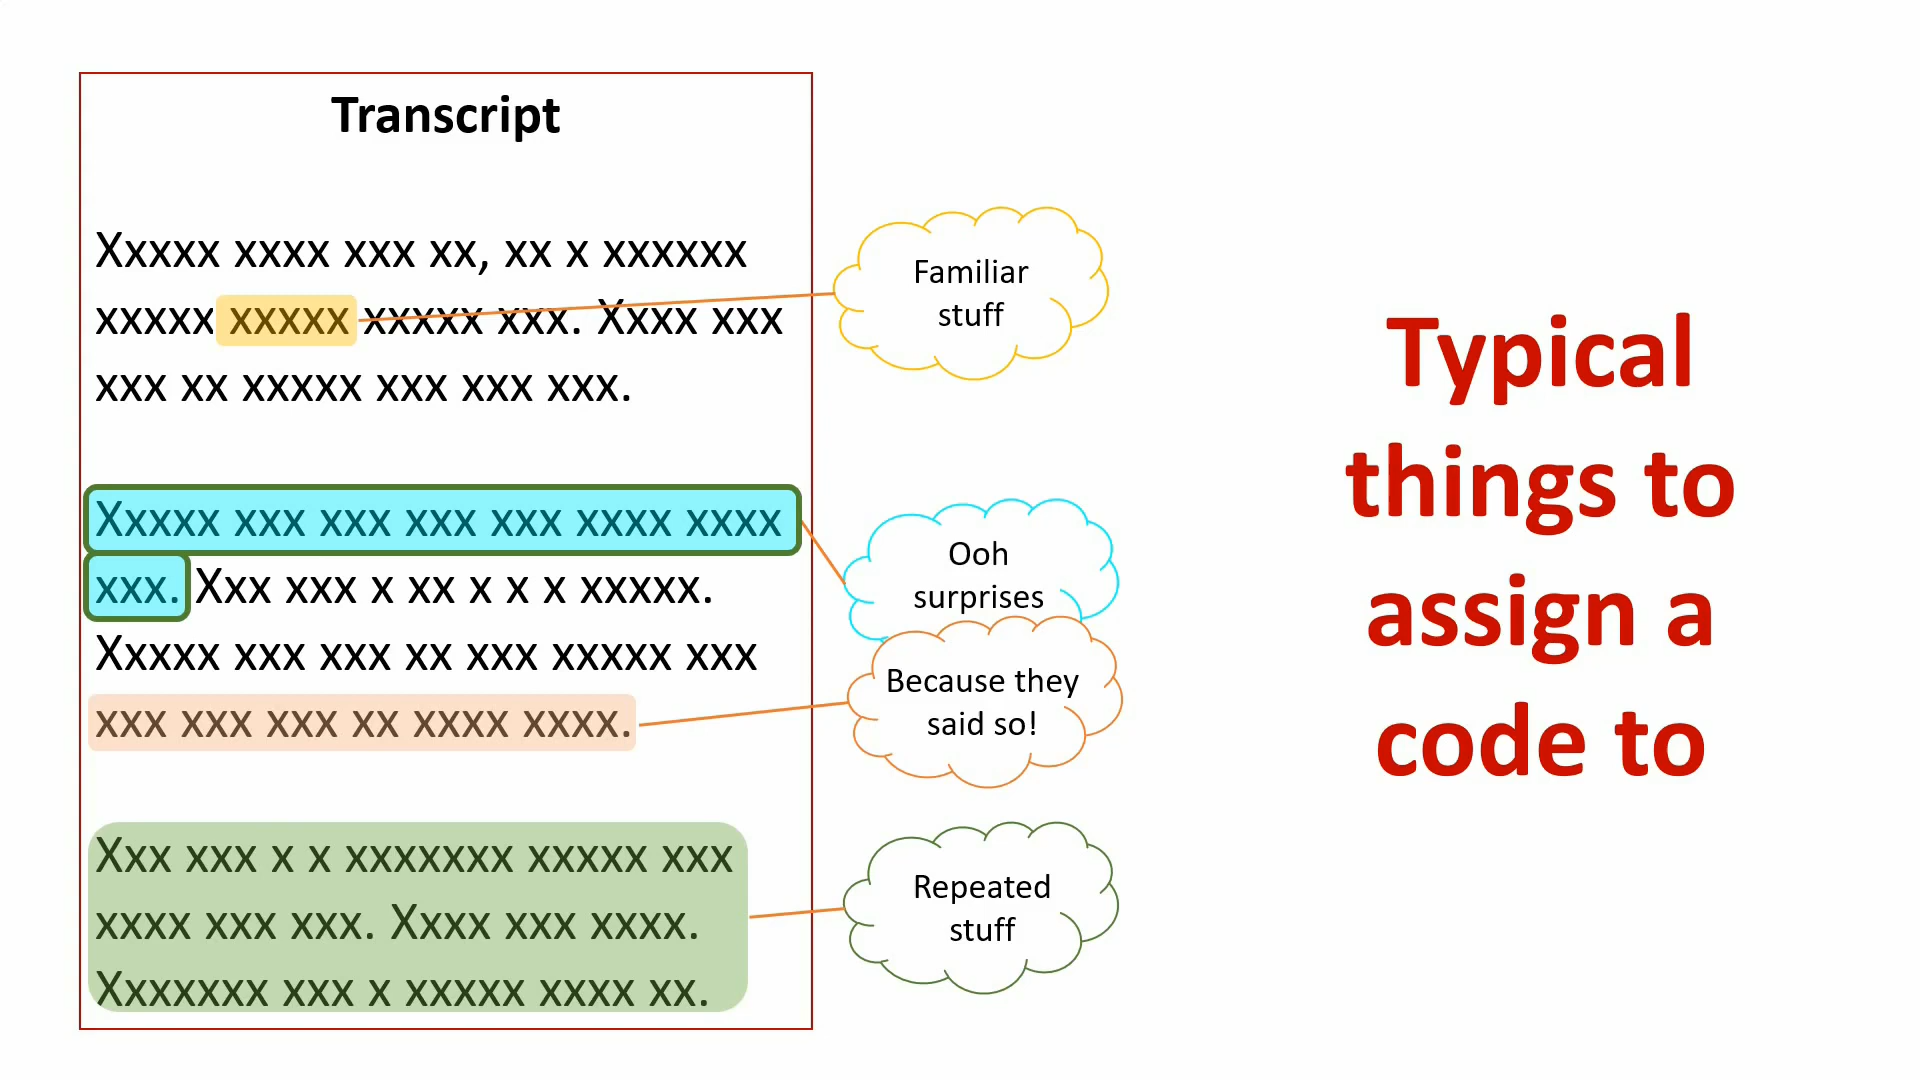 Transcript
Xxxxx xxxx xxx xx, xx x xxxxxx
xxxxx xxxxx xxxxx xxx. Xxxx xxx
xxx xx xxxxx xxx xxx xxx.
Xxxxx xxx xxx xxx xxx xxxx xxxx
xxx. Xxx xxx x xx x x x xxxxx.
Xxxxx xxx xxx xx xxx xxxxx xxx
xxx xxx xxx xx xxxx xxxx.
Xxx xxx x x xxxxxxx xxxxx xxx
xxxx xxx xxx. Xxxx xxx xxxx.
Xxxxxxx xxx x xxxxx xxxx xx.
Familiar
stuff
Ooh
surprises
Because they
said so!
Repeated
stuff
Typical
things to
assign a
code to